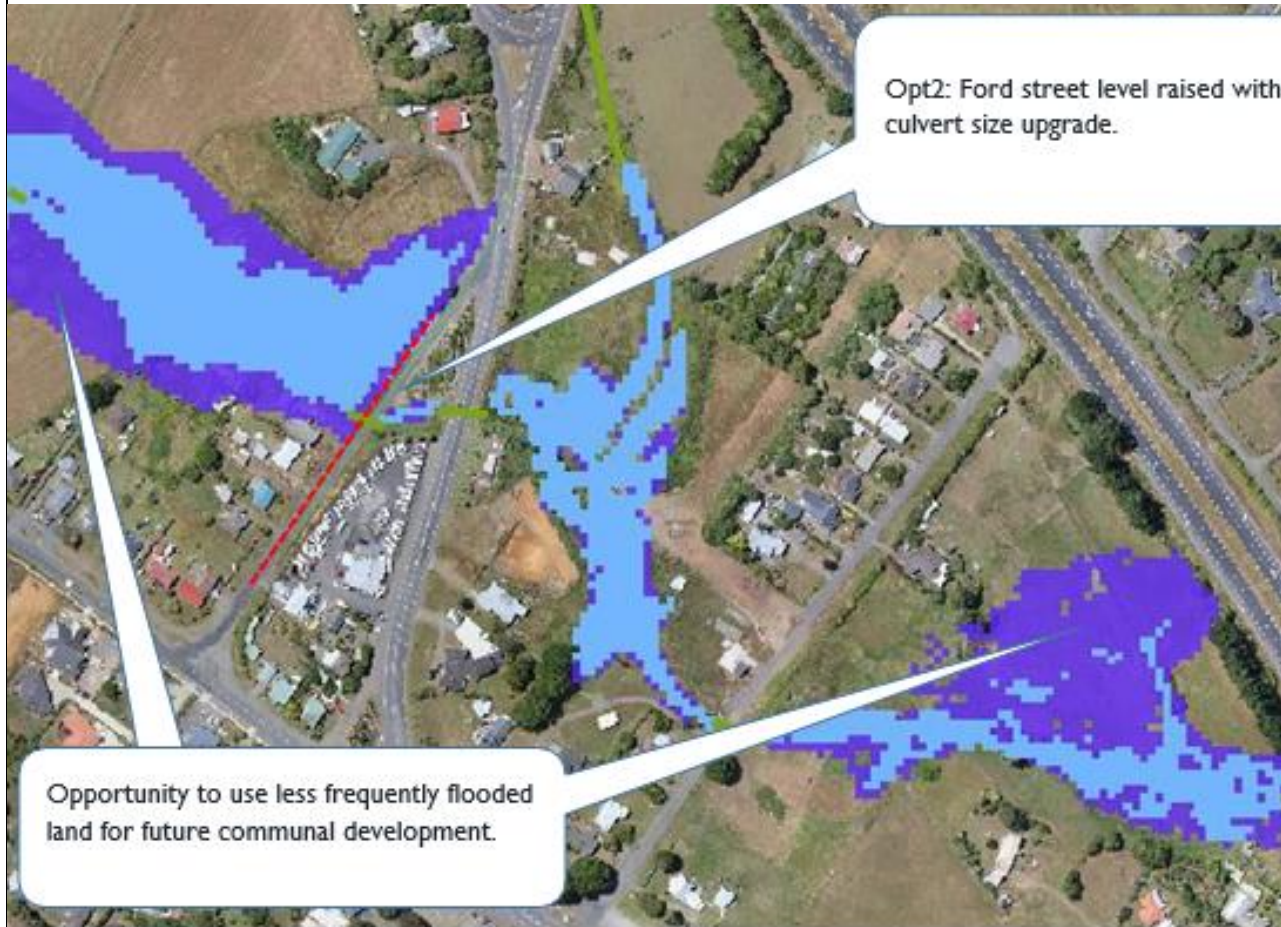 Opt2: Ford street level raised with
culvert size upgrade.
Opportunity to use less frequently flooded
land for future communal development.